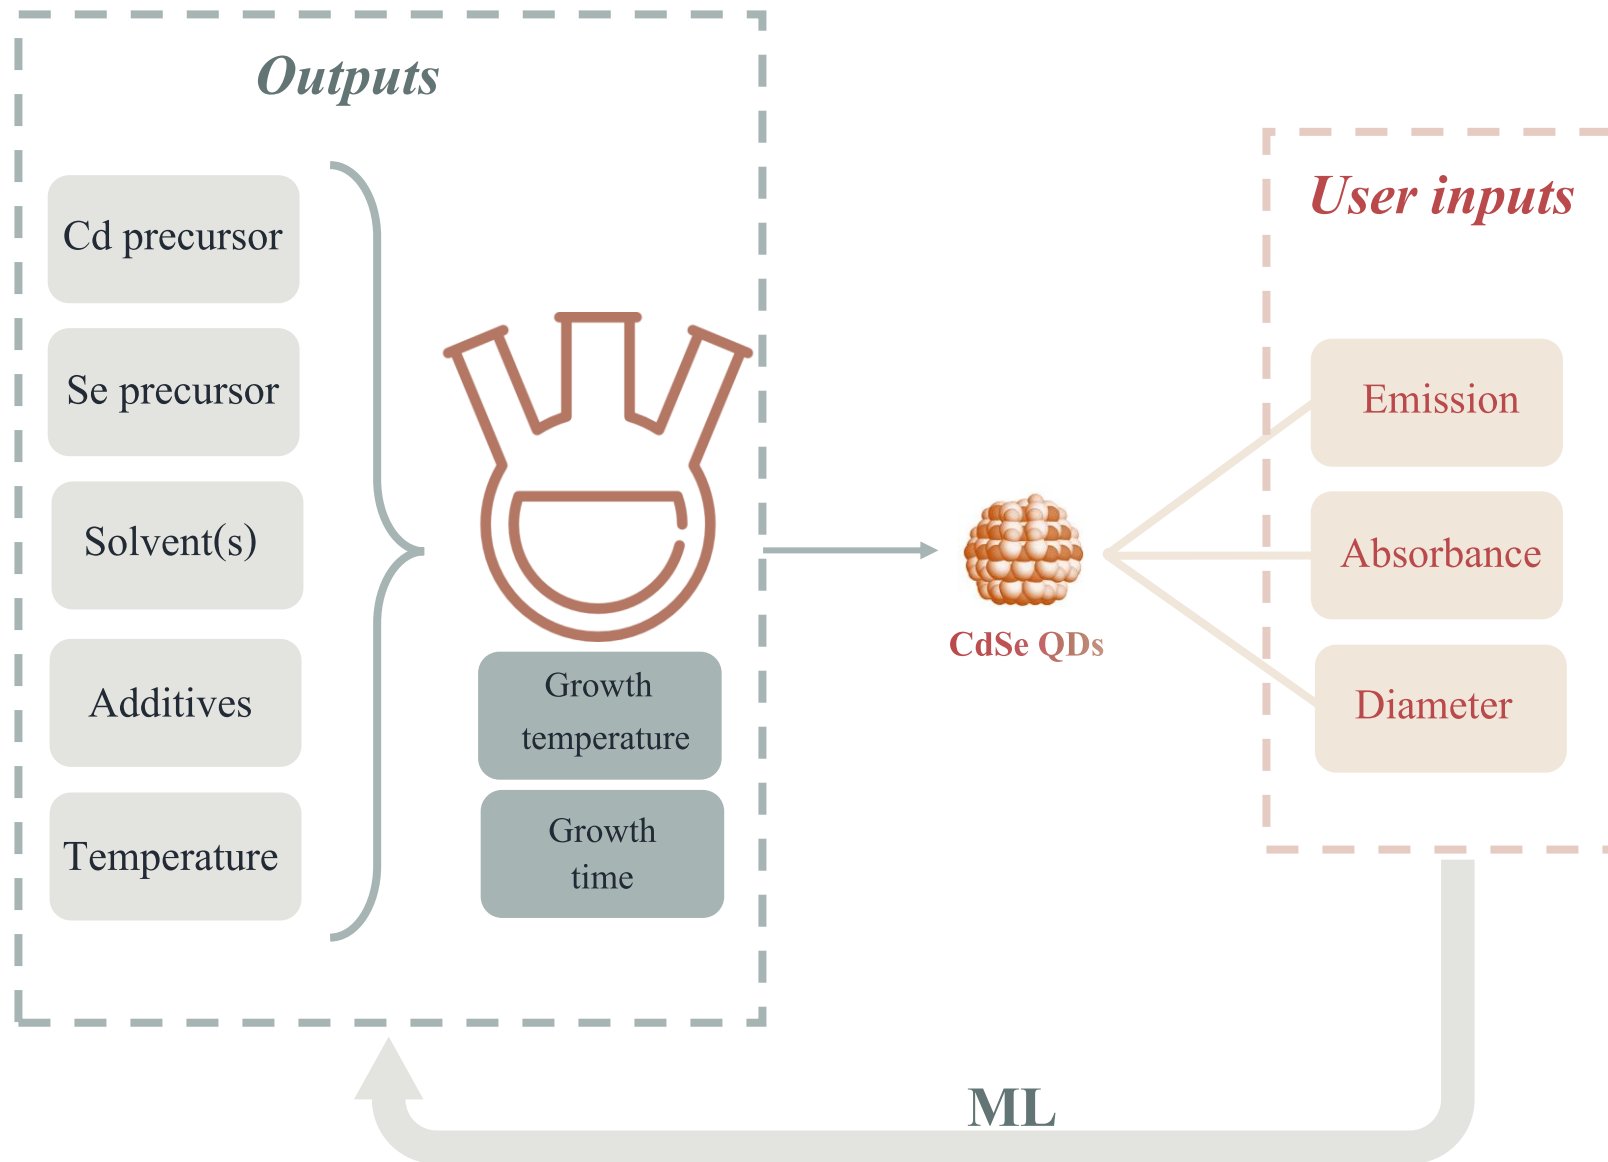 Outputs
Cd precursor
Se precursor
Solvent(s)
Additives
Temperature
Growth
temperature
Growth
time
CdSe QDs
User inputs
Emission
Absorbance
Diameter
ML